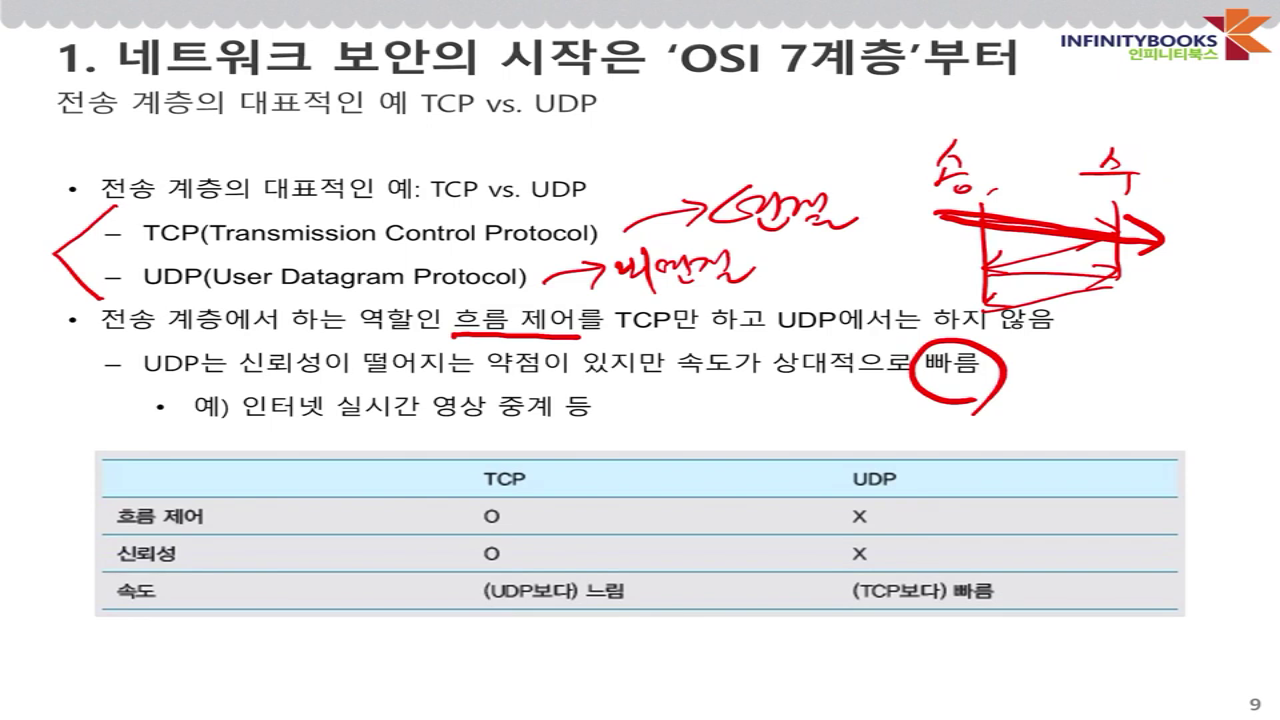 INFINITYBOOKS
인피니티북스
1. 네트워크 보안의 시작은 ‘OSI 7계층’부터
전송 계층의 대표적인 예 TCP vs. UDP
송 수
• 전송 계층의 대표적인 예: TCP vs. UDP
– TCP(Transmission Control Protocol) 연결
– UDP(User Datagram Protocol) 비연결
• 전송 계층에서 하는 역할인 흐름 제어를 TCP만 하고 UDP에서는 하지 않음
– UDP는 신뢰성이 떨어지는 약점이 있지만 속도가 상대적으로 빠름
• 예) 인터넷 실시간 영상 중계 등
TCP UDP
흐름 제어 O X
신뢰성 O X
속도 (UDP보다) 느림 (TCP보다) 빠름
9